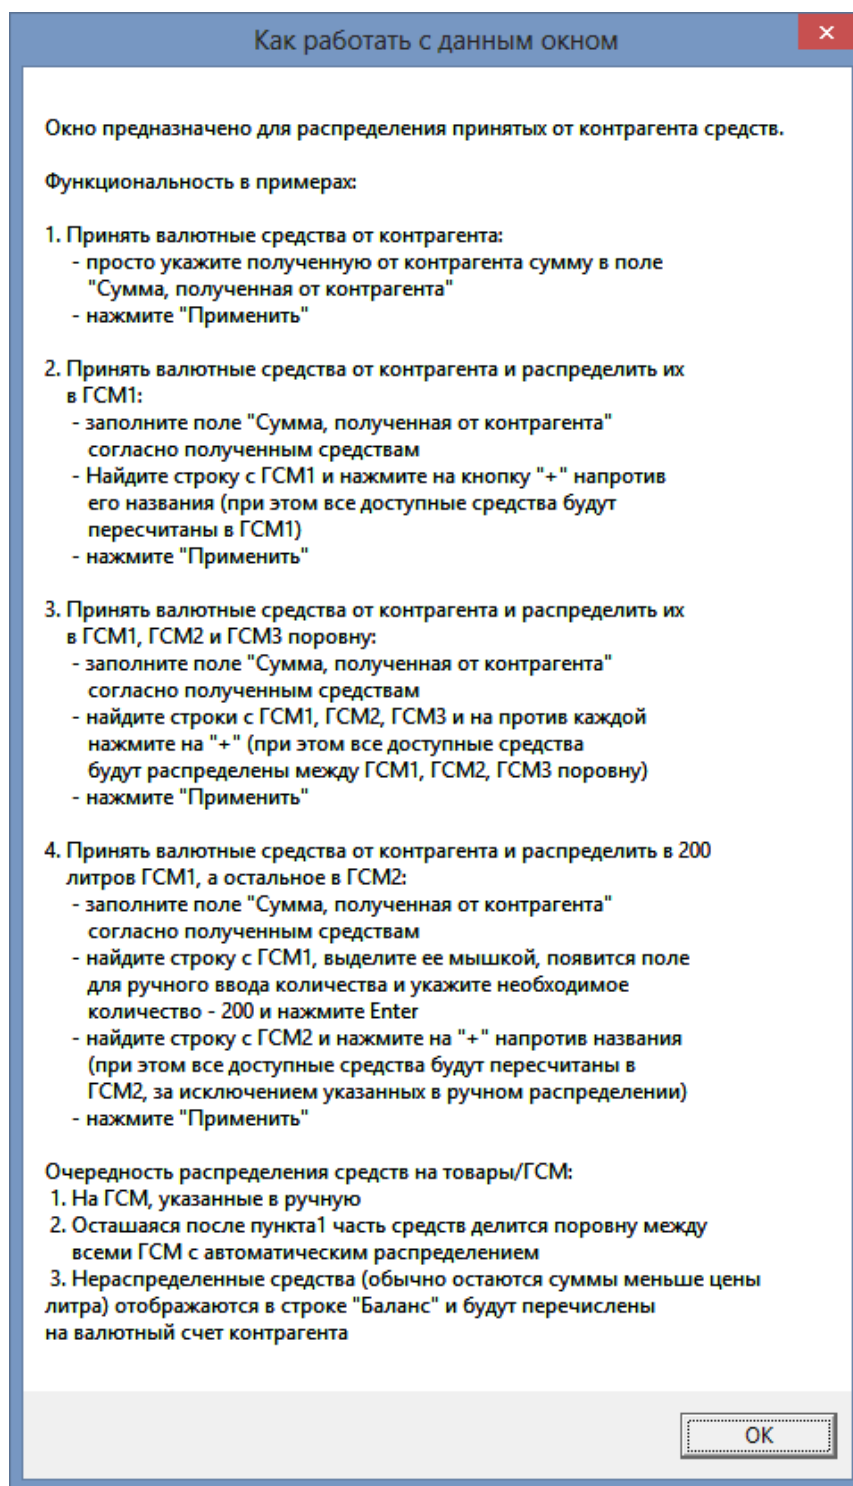 Как работать с данным окном
Окно предназначено для распределения принятых от контрагента средств.
Функциональность в примерах:
1. Принять валютные средства от контрагента:
- просто укажите полученную от контрагента сумму в поле
"Сумма, полученная от контрагента"
- нажмите "Применить"
2. Принять валютные средства от контрагента и распределить их
в ГСМ1:
- заполните поле "Сумма, полученная от контрагента"
согласно полученным средствам
- Найдите строку с ГСМ1 и нажмите на кнопку "+" напротив
его названия (при этом все доступные средства будут
пересчитаны в ГСМ1)
- нажмите "Применить"
3. Принять валютные средства от контрагента и распределить их
в ГСМ1, ГСМ2 и ГСМ3 поровну:
- заполните поле "Сумма, полученная от контрагента"
согласно полученным средствам
- найдите строки с ГСМ1, ГСМ2, ГСМ3 и на против каждой
нажмите на "+" (при этом все доступные средства
будут распределены между ГСМ1, ГСМ2, ГСМ3 поровну)
- нажмите "Применить"
4. Принять валютные средства от контрагента и распределить в 200
литров ГСМ1, а остальное в ГСМ2:
- заполните поле "Сумма, полученная от контрагента"
согласно полученным средствам
- найдите строку с ГСМ1, выделите ее мышкой, появится поле
для ручного ввода количества и укажите необходимое
количество - 200 и нажмите Enter
- найдите строку с ГСМ2 и нажмите на "+" напротив названия
(при этом все доступные средства будут пересчитаны в
ГСМ2, за исключением указанных в ручном распределении)
- нажмите "Применить"
Очередность распределения средств на товары/ГСМ:
1. На ГСМ, указанные в ручную
2. Осташаяся после пункта1 часть средств делится поровну между
всеми ГСМ с автоматическим распределением
3. Нераспределенные средства (обычно остаются суммы меньше цены
литра) отображаются в строке "Баланс" и будут перечислены
на валютный счет контрагента
OK